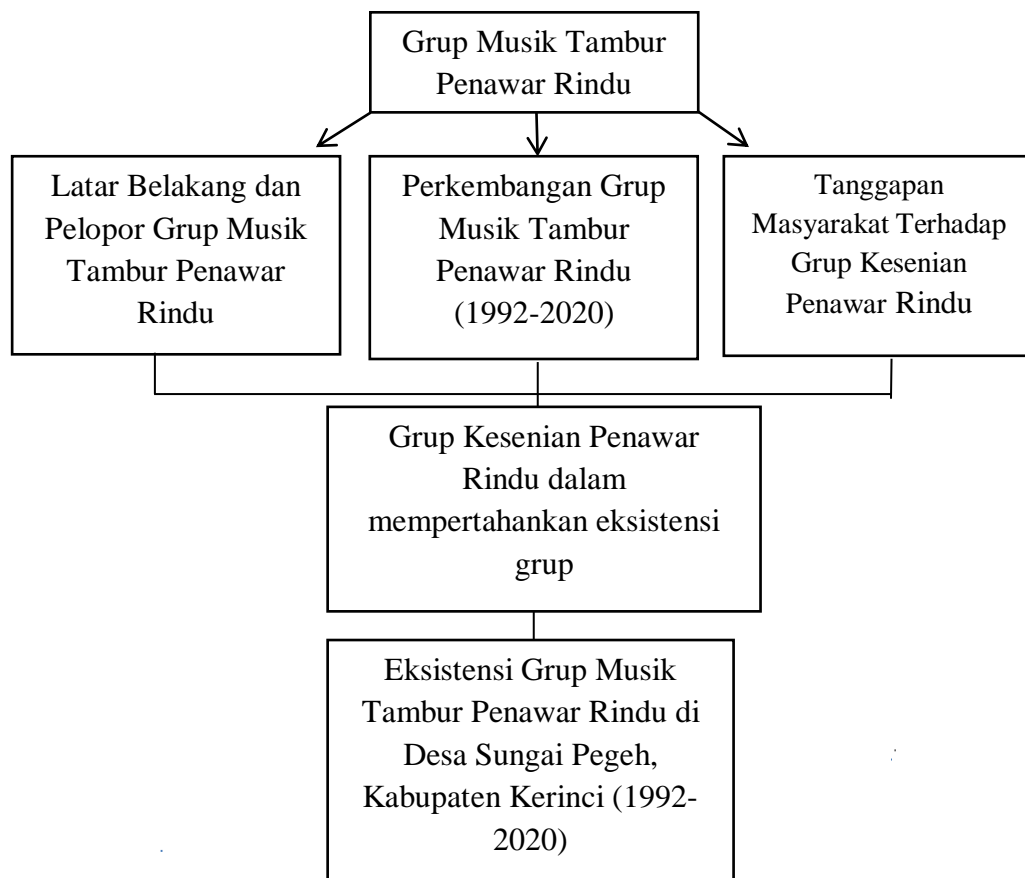 Grup Musik Tambur
Penawar Rindu
Latar Belakang dan
Pelopor Grup Musik
Tambur Penawar
Rindu
Perkembangan Grup
Musik Tambur
Penawar Rindu
(1992-2020)
Tanggapan
Masyarakat Terhadap
Grup Kesenian
Penawar Rindu
Grup Kesenian Penawar
Rindu dalam
mempertahankan eksistensi
grup
Eksistensi Grup Musik
Tambur Penawar Rindu di
Desa Sungai Pegeh,
Kabupaten Kerinci (1992-
2020)